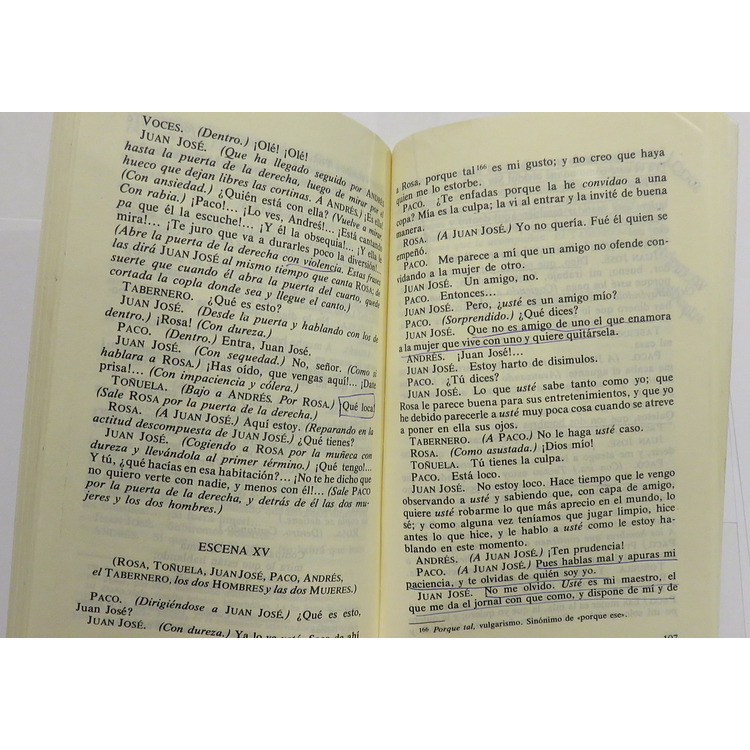 VOCES. (Dentro.) ¡Olé! ¡Olé!
JUAN JOSÉ. (Que ha llegado seguido por ANDRÉS
hasta la puerta de la derecha, luego de mirar por el
hueco que dejan libres las cortinas. A ANDRÉS.) ¡Es ella!
(Con ansiedad.) ¿Quién está con ella? (Vuelve a mirar.
Con rabia.) ¡Paco!... ¡Lo ves, Andrés!... ¡Está cantando
pa que él la escuche!... ¡Y él la obsequia!... ¡Y ella le
mira!... ¡Te juro que va a durarles poco la diversión!...
(Abre la puerta de la derecha con violencia. Estas frases
las dirá JUAN JOSÉ al mismo tiempo que canta ROSA; de
suerte que cuando él abra la puerta del cuarto, quede
cortada la copla donde sea y llegue el canto.)
TABERNERO. ¿Qué es esto?
JUAN JOSÉ. (Desde la puerta y hablando con los de
dentro.) ¡Rosa! (Con dureza.)
PACO. (Dentro.) Entra, Juan José.
JUAN JOSÉ. (Con sequedad.) No, señor. (Como si
hablara a ROSA.) ¡Has oído, que vengas aquí!... ¡Date
prisa!... (Con impaciencia y cólera.)
TOÑUELA. (Bajo a ANDRÉS. Por ROSA.) ¡Qué loca!
(Sale ROSA por la puerta de la derecha.)
ROSA. (A JUAN JOSÉ.) Aquí estoy. (Reparando en la
actitud descompuesta de JUAN JOSÉ.) ¿Qué tienes?
JUAN JOSÉ. (Cogiendo a ROSA por la muñeca con
dureza y llevándola al primer término.) ¡Qué tengo!...
Y tú, ¿qué hacías en esa habitación?... ¡No te he dicho que
no quiero verte con nadie, y menos con él!... (Sale PACO
por la puerta de la derecha, y detrás de él las dos mu-
jeres y los dos hombres.)
ESCENA XV
(ROSA, TOÑUELA, JUAN JOSÉ, PACO, ANDRÉS,
el TABERNERO, los dos HOMBRES y las dos MUJERES.)
PACO. (Dirigiéndose a JUAN JOSÉ.) ¿Qué es esto,
Juan José?
JUAN JOSÉ. (Con dureza.) Ya lo ve usté: Saca de ahí
a Rosa, porque tal 166 es mi gusto; y no creo que haya
quien me lo estorbe.
PACO. ¿Te enfadas porque la he convidao a una
copa? Mía es la culpa; la vi al entrar y la invité de buena
manera.
ROSA. (A JUAN JOSÉ.) Yo no quería. Fué él quien se
empeñó.
PACO. Me parece a mí que un amigo no ofende con-
vidando a la mujer de otro.
JUAN JOSÉ. Un amigo, no.
PACO. Entonces...
JUAN JOSÉ. Pero, ¿usté es un amigo mío?
PACO. (Sorprendido.) ¿Qué dices?
JUAN JOSÉ. Que no es amigo de uno el que enamora
a la mujer que vive con uno y quiere quitársela.
ANDRÉS. ¡Juan José!...
JUAN JOSÉ. Estoy harto de disimulos.
PACO. ¿Tú dices?
JUAN JOSÉ. Lo que usté sabe tanto como yo; que
Rosa le parece buena para sus entretenimientos, y que yo
he debido parecerle a usté muy poca cosa cuando se atreve
a poner en ella sus ojos.
TABERNERO. (A PACO.) No le haga usté caso.
ROSA. (Como asustada.) ¡Dios mío!
TOÑUELA. Tú tienes la culpa.
PACO. Está loco.
JUAN JOSÉ. No estoy loco. Hace tiempo que le vengo
observando a usté y sabiendo que, con capa de amigo,
quiere usté robarme lo que más aprecio en el mundo, lo
sé; y como alguna vez teníamos que jugar limpio, hice
antes lo que hice, y le hablo a usté como le estoy ha-
blando en este momento.
ANDRÉS. (A JUAN JOSÉ.) ¡Ten prudencia!
PACO. (A JUAN JOSÉ.) Pues hablas mal y apuras mi
paciencia, y te olvidas de quién soy yo.
JUAN JOSÉ. No me olvido. Usté es mi maestro, el
que me da el jornal con que como, y dispone de mí y de
166 Porque tal, vulgarismo. Sinónimo de «porque ese».
107